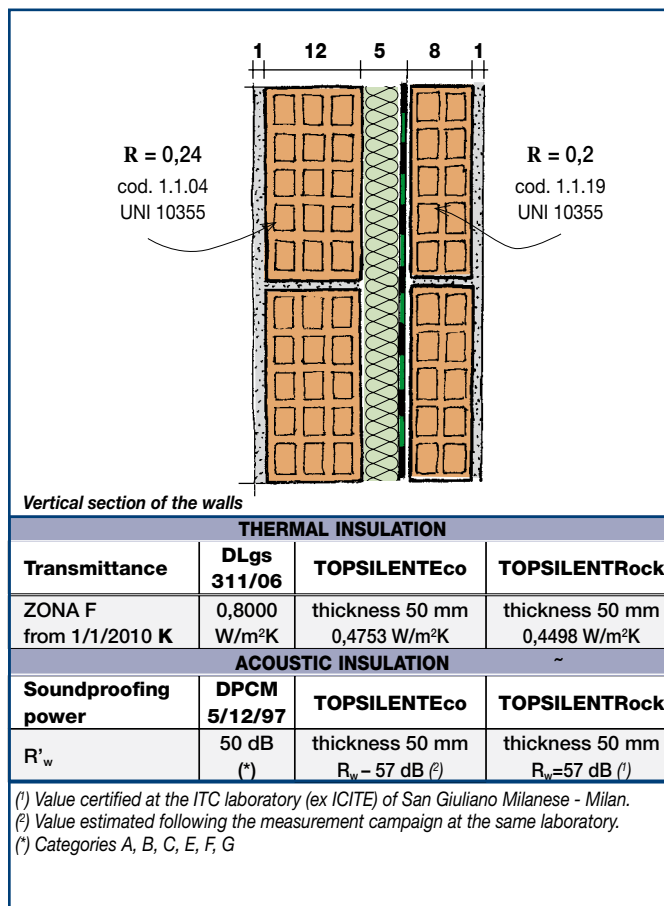 1 12 5 8 1
R = 0,24
cod. 1.1.04
UNI 10355
R = 0,2
cod. 1.1.19
UNI 10355
Vertical section of the walls
THERMAL INSULATION
Transmittance DLgs 311/06 TOPSILENTEco TOPSILENTRock
ZONA F 0,8000 thickness 50 mm thickness 50 mm
from 1/1/2010 K W/m²K 0,4753 W/m²K 0,4498 W/m²K
ACOUSTIC INSULATION ~
Soundproofing power DPCM 5/12/97 TOPSILENTEco TOPSILENTRock
R'w 50 dB thickness 50 mm thickness 50 mm
(*) Rw – 57 dB (²) Rw=57 dB (¹)
(¹) Value certified at the ITC laboratory (ex ICITE) of San Giuliano Milanese - Milan.
(²) Value estimated following the measurement campaign at the same laboratory.
(*) Categories A, B, C, E, F, G